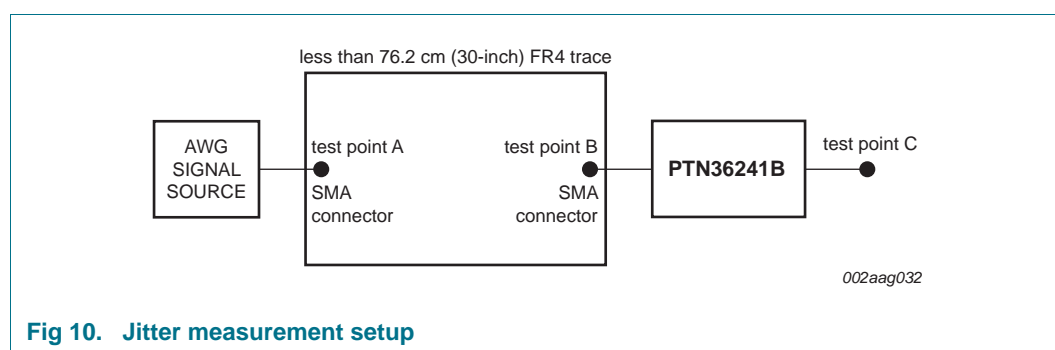 less than 76.2 cm (30-inch) FR4 trace
AWG
SIGNAL
SOURCE
test point A
SMA
connector
test point B
SMA
connector
PTN36241B
test point C
002aag032
Fig 10. Jitter measurement setup